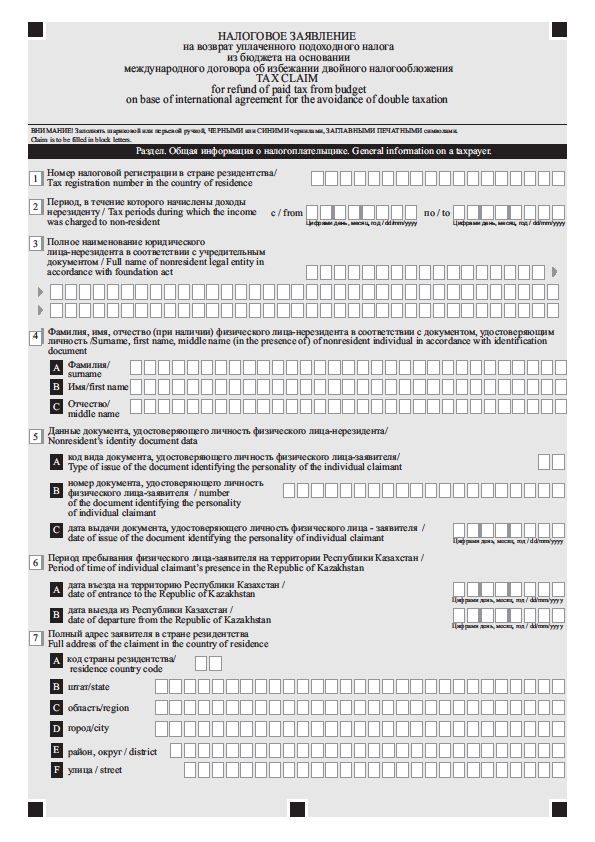 НАЛОГОВОЕ ЗАЯВЛЕНИЕ
на возврат уплаченного подоходного налога
из бюджета на основании
международного договора об избежании двойного налогообложения
TAX CLAIM
for refund of paid tax from budget
on base of international agreement for the avoidance of double taxation
ВНИМАНИЕ! Заполнять шариковой или перьевой ручкой, ЧЕРНЫМИ или СИНИМИ чернилами, ЗАГЛАВНЫМИ ПЕЧАТНЫМИ символами.
Claim is to be filled in block letters.
Раздел. Общая информация о налогоплательщике. General information on a taxpayer.
1 Номер налоговой регистрации в стране резидентства/
Tax registration number in the country of residence
2 Период, в течение которого начислены доходы
нерезиденту / Tax periods during which the income
was charged to non-resident
с / from
Цифрами день, месяц, год / dd/mm/yyyy
по / to
Цифрами день, месяц, год / dd/mm/yyyy
3 Полное наименование юридического
лица-нерезидента в соответствии с учредительным
документом / Full name of nonresident legal entity in
accordance with foundation act
4 Фамилия, имя, отчество (при наличии) физического лица-нерезидента в соответствии с документом, удостоверяющим
личность /Surname, first name, middle name (in the presence of) of nonresident individual in accordance with identification
document
A Фамилия/
surname
B Имя/first name
C Отчество/
middle name
5 Данные документа, удостоверяющего личность физического лица-нерезидента/
Nonresident's identity document data
A код вида документа, удостоверяющего личность физического лица-заявителя/
Type of issue of the document identifying the personality of the individual claimant
B номер документа, удостоверяющего личность
физического лица-заявителя / number
of the document identifying the personality
of individual claimant
C дата выдачи документа, удостоверяющего личность физического лица - заявителя /
date of issue of the document identifying the personality of individual claimant
Цифрами день, месяц, год / dd/mm/yyyy
6 Период пребывания физического лица-заявителя на территории Республики Казахстан /
Period of time of individual claimant's presence in the Republic of Kazakhstan
A дата въезда на территорию Республики Казахстан /
date of entrance to the Republic of Kazakhstan
Цифрами день, месяц, год / dd/mm/yyyy
B дата выезда из Республики Казахстан /
date of departure from the Republic of Kazakhstan
Цифрами день, месяц, год / dd/mm/yyyy
7 Полный адрес заявителя в стране резидентства
Full address of the claiment in the country of residence
A код страны резидентства/
residence country code
B штат/state
C область/region
D город/city
E район, округ / district
F улица / street